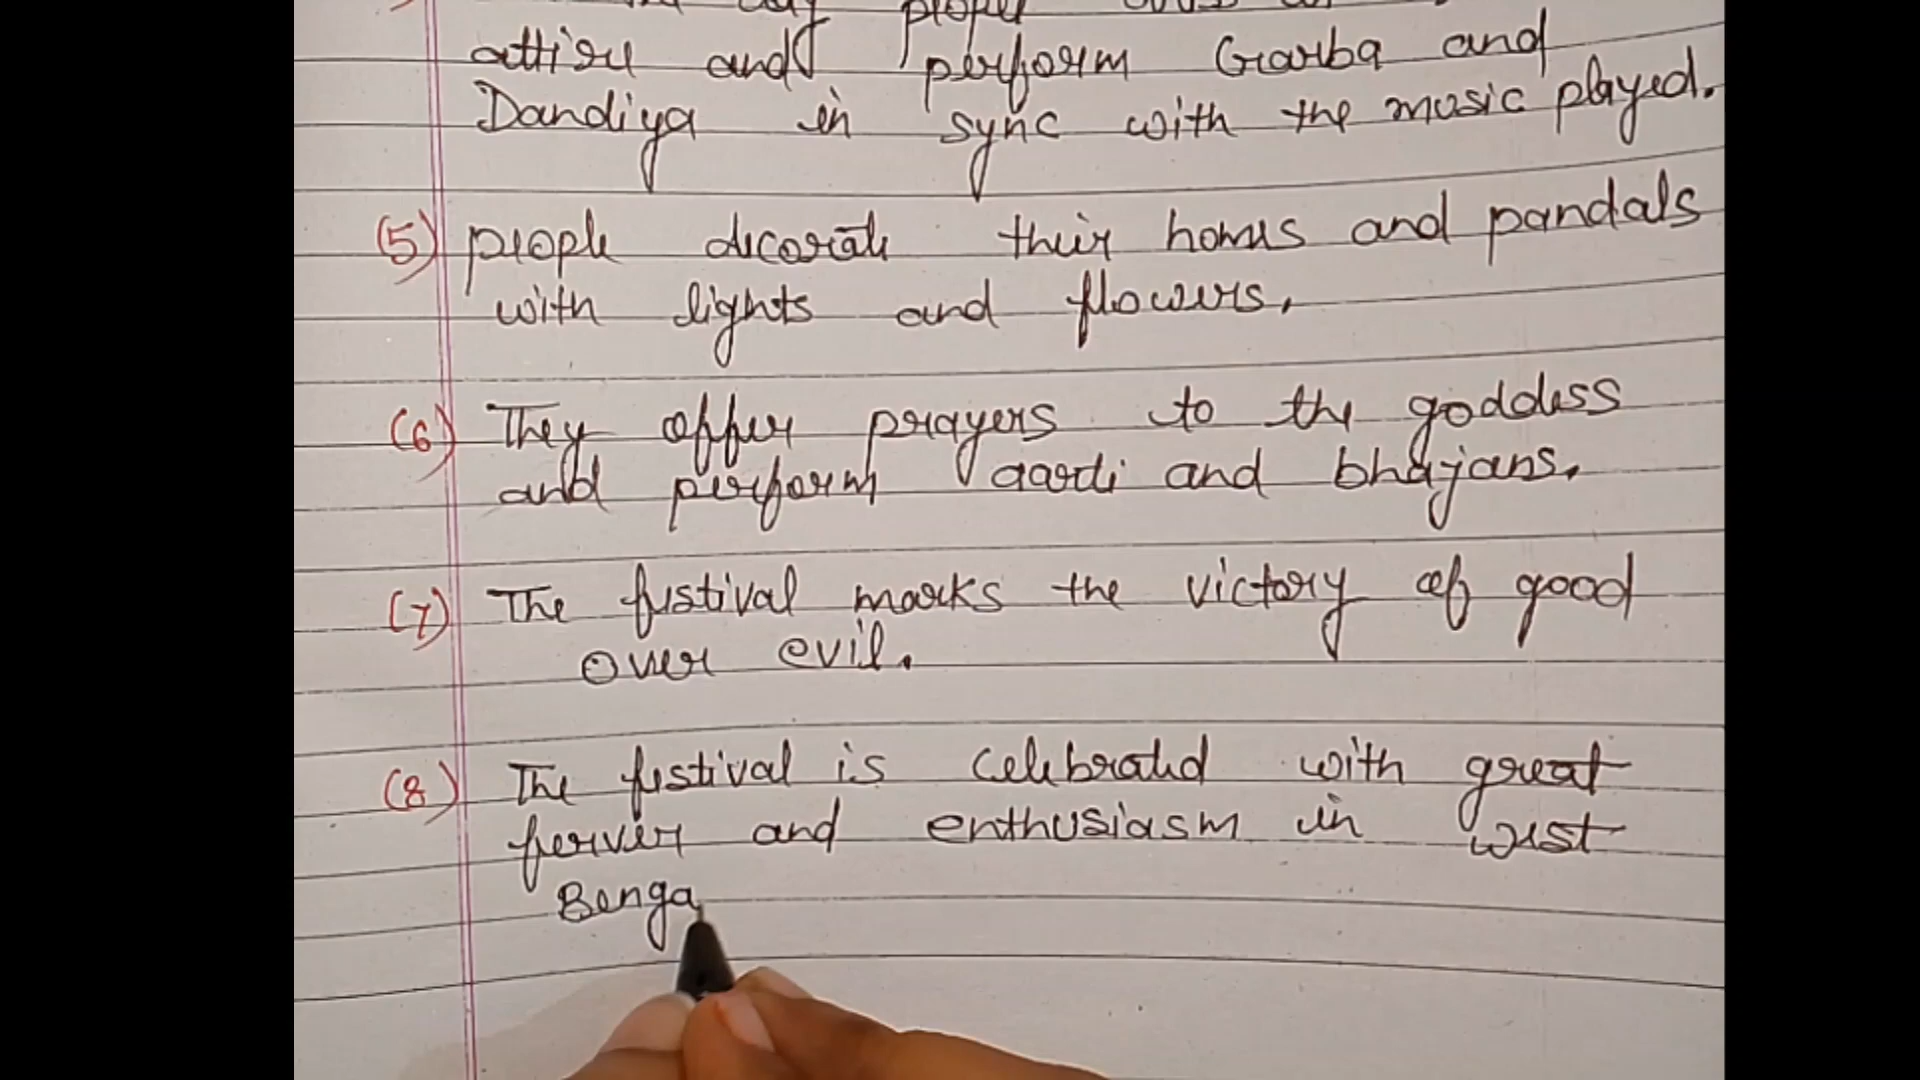 people
attire and perform Garba and
Dandiya in sync with the music played.
(5) people decorate their homes and pandals
with lights and flowers.
(6) They offer prayers to the goddess
and perform aarti and bhajans.
(7) The festival marks the victory of good
over evil.
(8) The festival is celebrated with great
ferver and enthusiasm in west
Benga